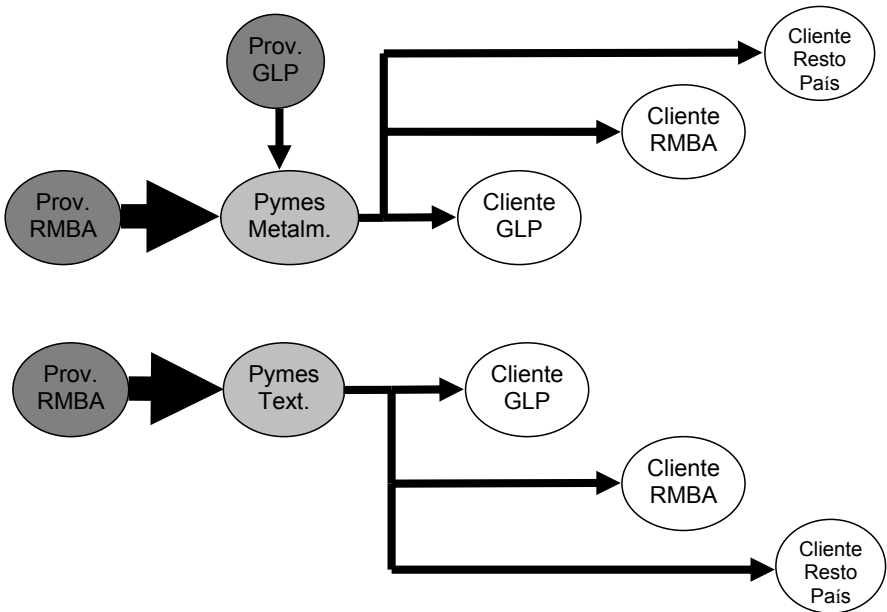 Prov.
GLP
Cliente
Resto
País
Cliente
RMBA
Prov.
RMBA
Pymes
Metalm.
Cliente
GLP
Prov.
RMBA
Pymes
Text.
Cliente
GLP
Cliente
RMBA
Cliente
Resto
País